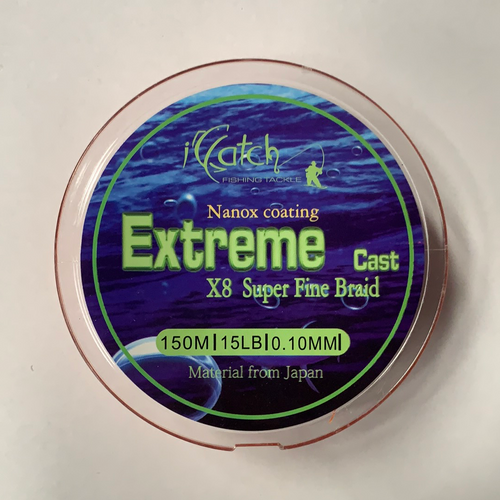 iCatch
FISHING TACKLE
Nanox coating
Extreme Cast
X8 Super Fine Braid
150M|15LB|0.10MM|
Material from Japan